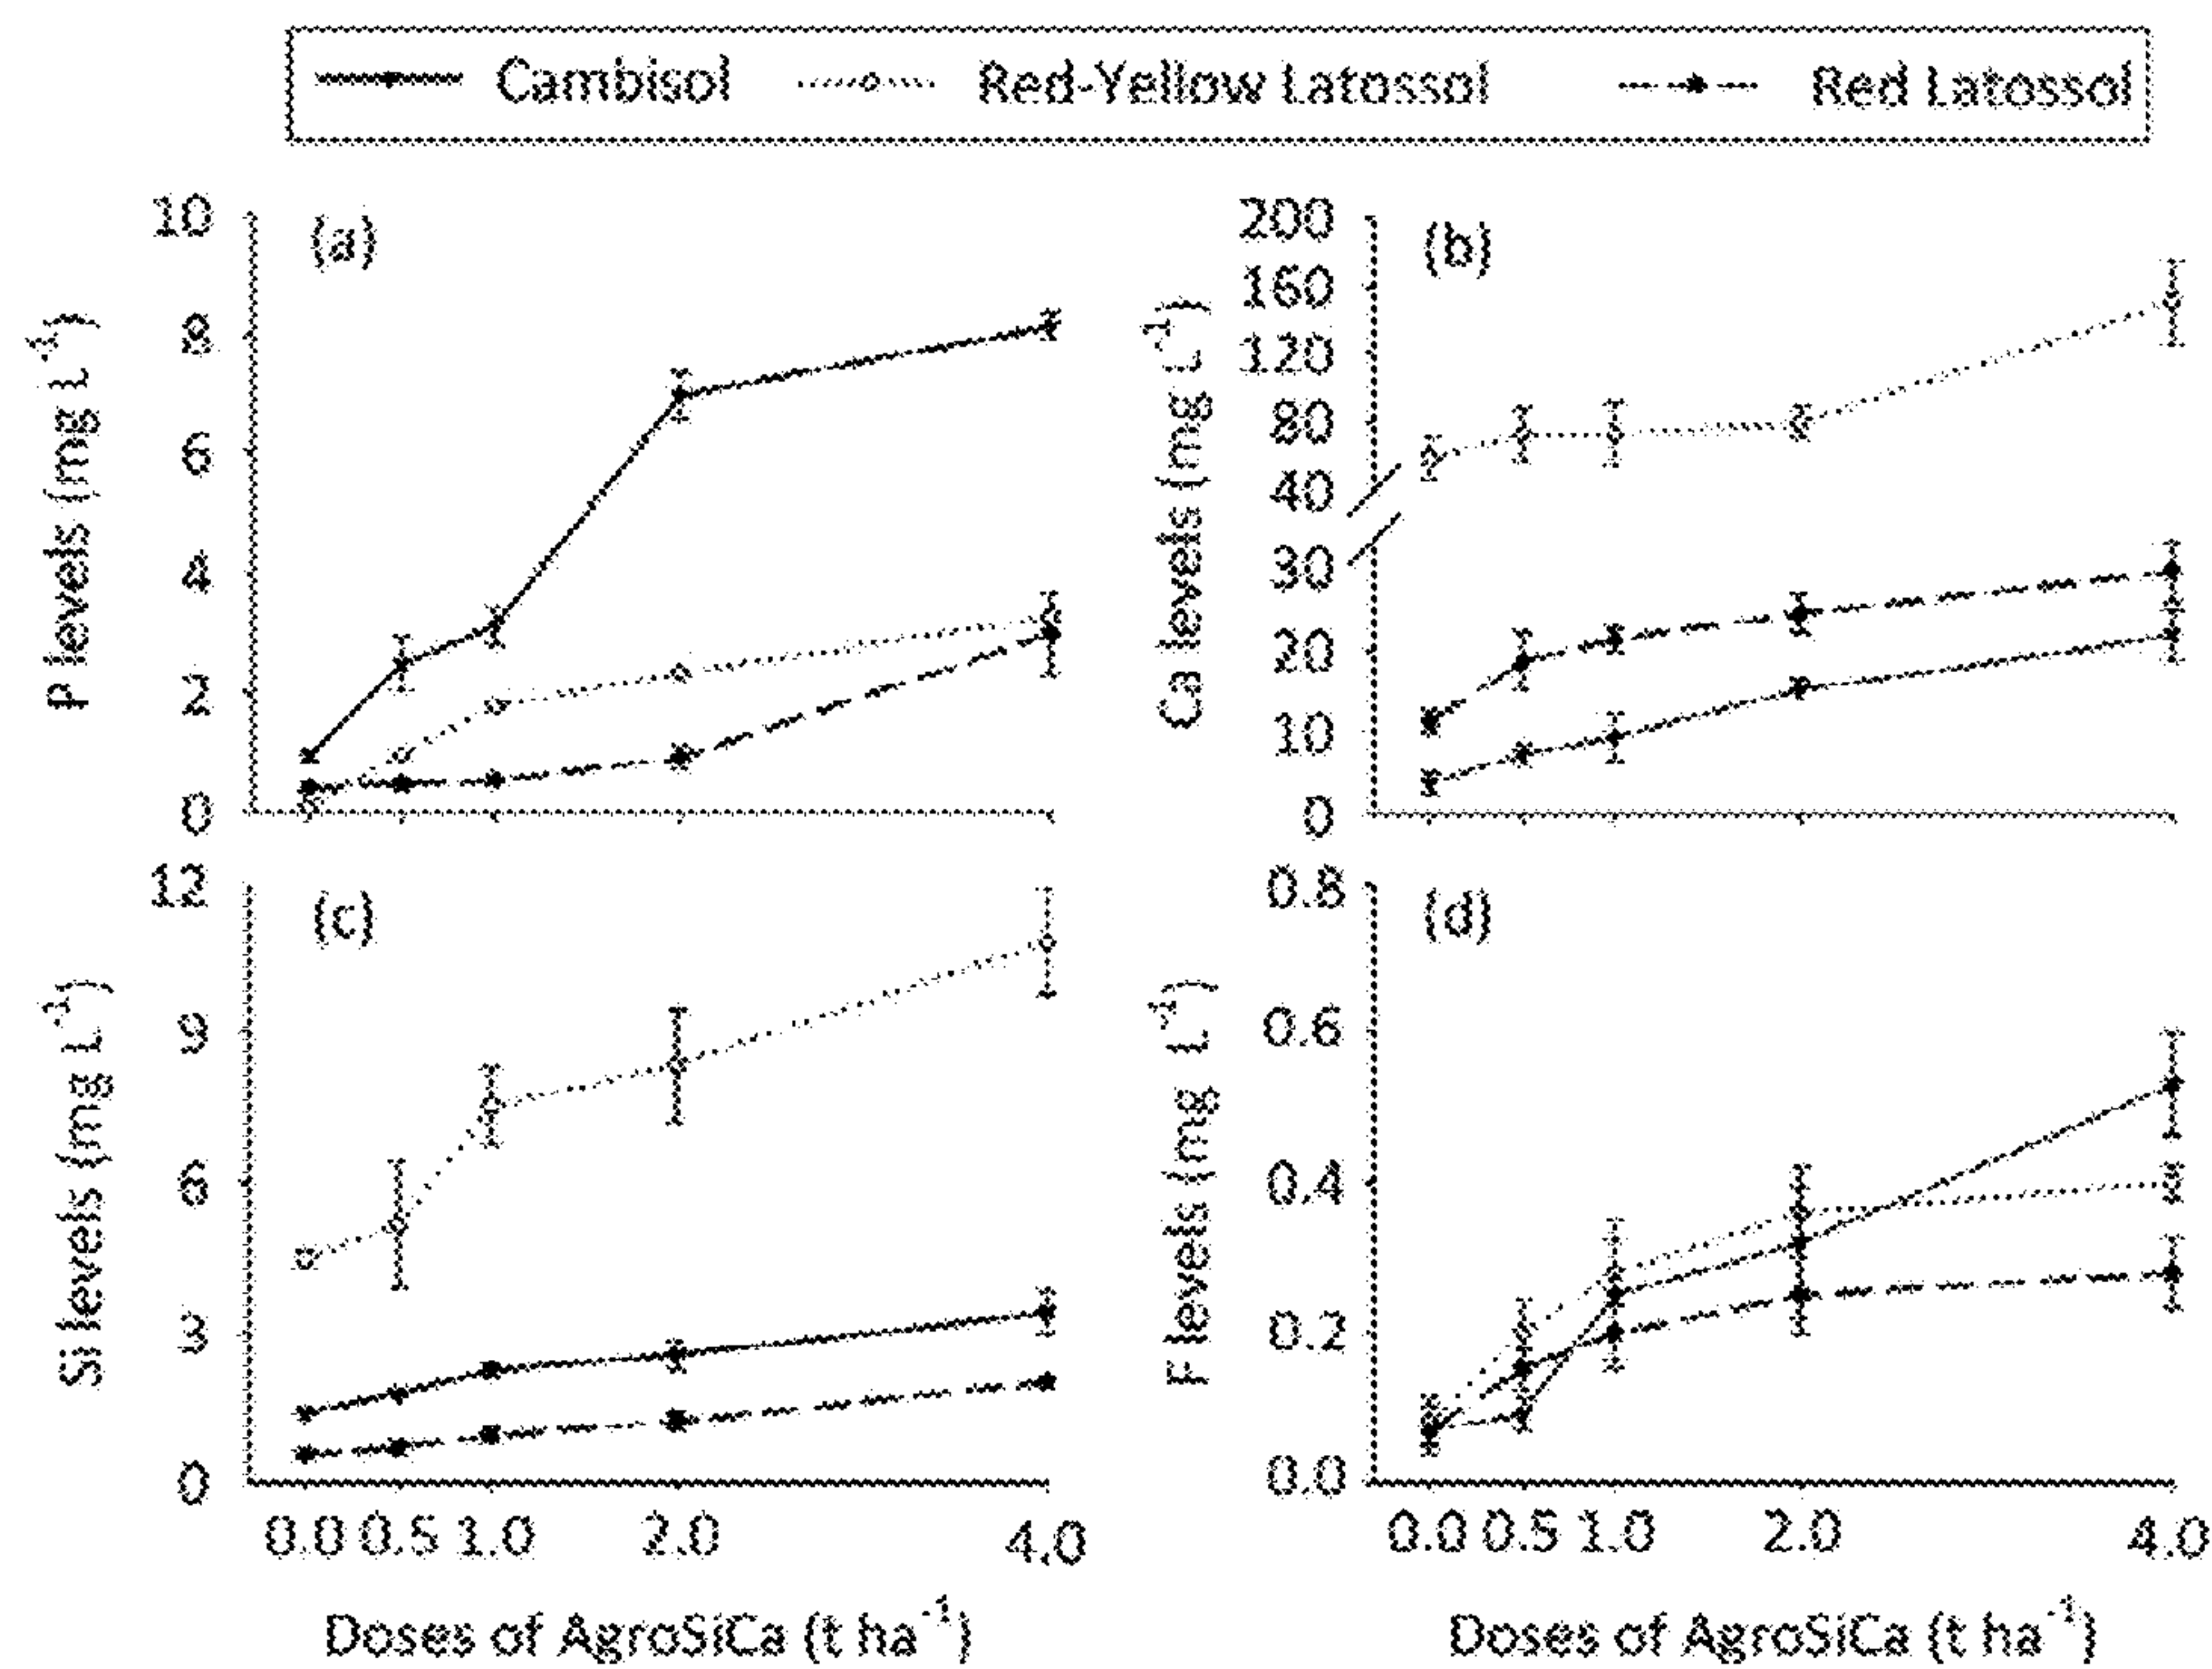 Cambisol Red-Yellow Latossol Red Latossol
(a)
10
8
6
4
2
0
P levels (mg L⁻¹)
(b)
200
160
120
80
40
30
20
10
0
Ca levels (mg L⁻¹)
(c)
12
9
6
3
0
Si levels (mg L⁻¹)
0.0 0.5 1.0 2.0 4.0
Doses of AgroSiCa (t ha⁻¹)
(d)
0.8
0.6
0.4
0.2
0.0
F levels (mg L⁻¹)
0.0 0.5 1.0 2.0 4.0
Doses of AgroSiCa (t ha⁻¹)